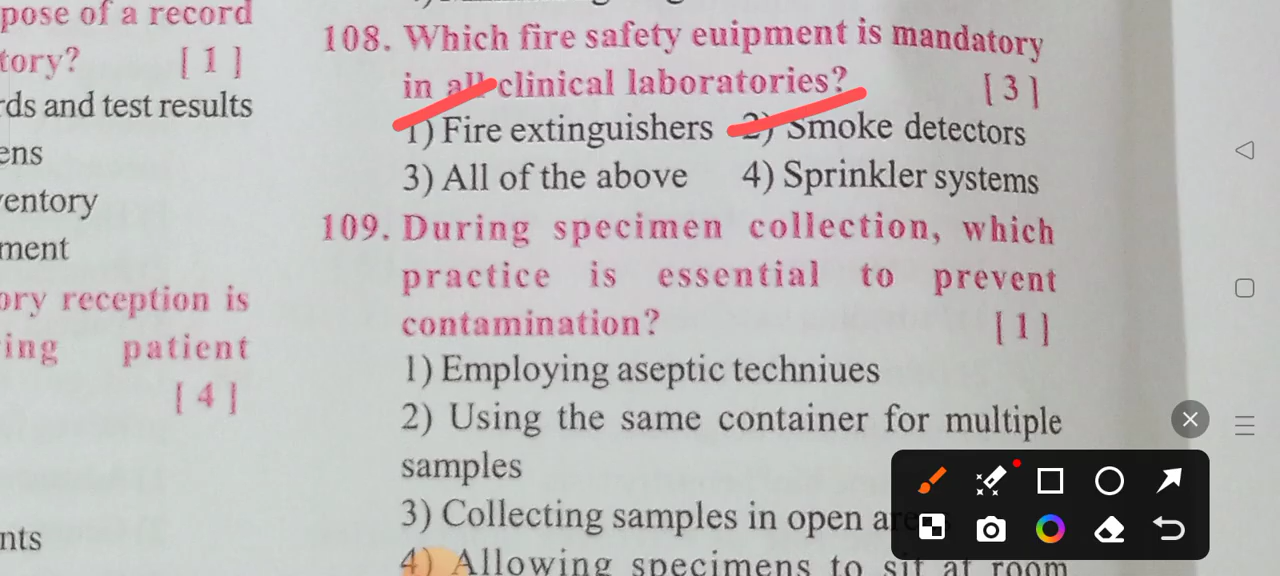 pose of a record
tory? [ 1 ]
rds and test results
ens
ventory
ment
ory reception is
ing patient
[ 4 ]
nts
108. Which fire safety euipment is mandatory
in all clinical laboratories? [ 3 ]
1) Fire extinguishers 2) Smoke detectors
3) All of the above 4) Sprinkler systems
109. During specimen collection, which
practice is essential to prevent
contamination? [ 1 ]
1) Employing aseptic techniues
2) Using the same container for multiple
samples
3) Collecting samples in open
4) Allowing specimens to sit at room